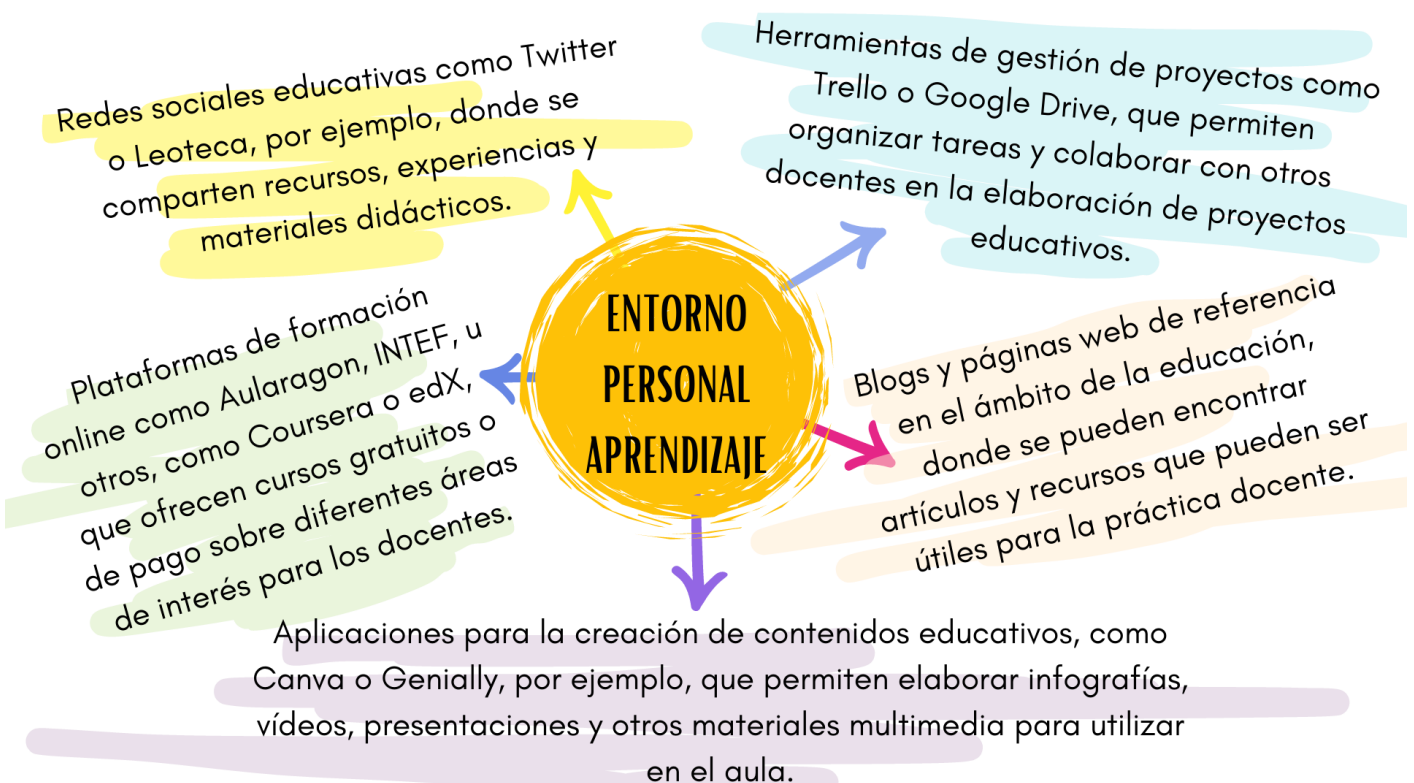 Redes sociales educativas como Twitter
o Leoteca, por ejemplo, donde se
comparten recursos, experiencias y
materiales didácticos.
Herramientas de gestión de proyectos como
Trello o Google Drive, que permiten
organizar tareas y colaborar con otros
docentes en la elaboración de proyectos
educativos.
ENTORNO
PERSONAL
APRENDIZAJE
Plataformas de formación
online como Aularagon, INTEF, u
otros, como Coursera o edX,
que ofrecen cursos gratuitos o
de pago sobre diferentes áreas
de interés para los docentes.
Blogs y páginas web de referencia
en el ámbito de la educación,
donde se pueden encontrar
artículos y recursos que pueden ser
útiles para la práctica docente.
Aplicaciones para la creación de contenidos educativos, como
Canva o Genially, por ejemplo, que permiten elaborar infografías,
vídeos, presentaciones y otros materiales multimedia para utilizar
en el aula.